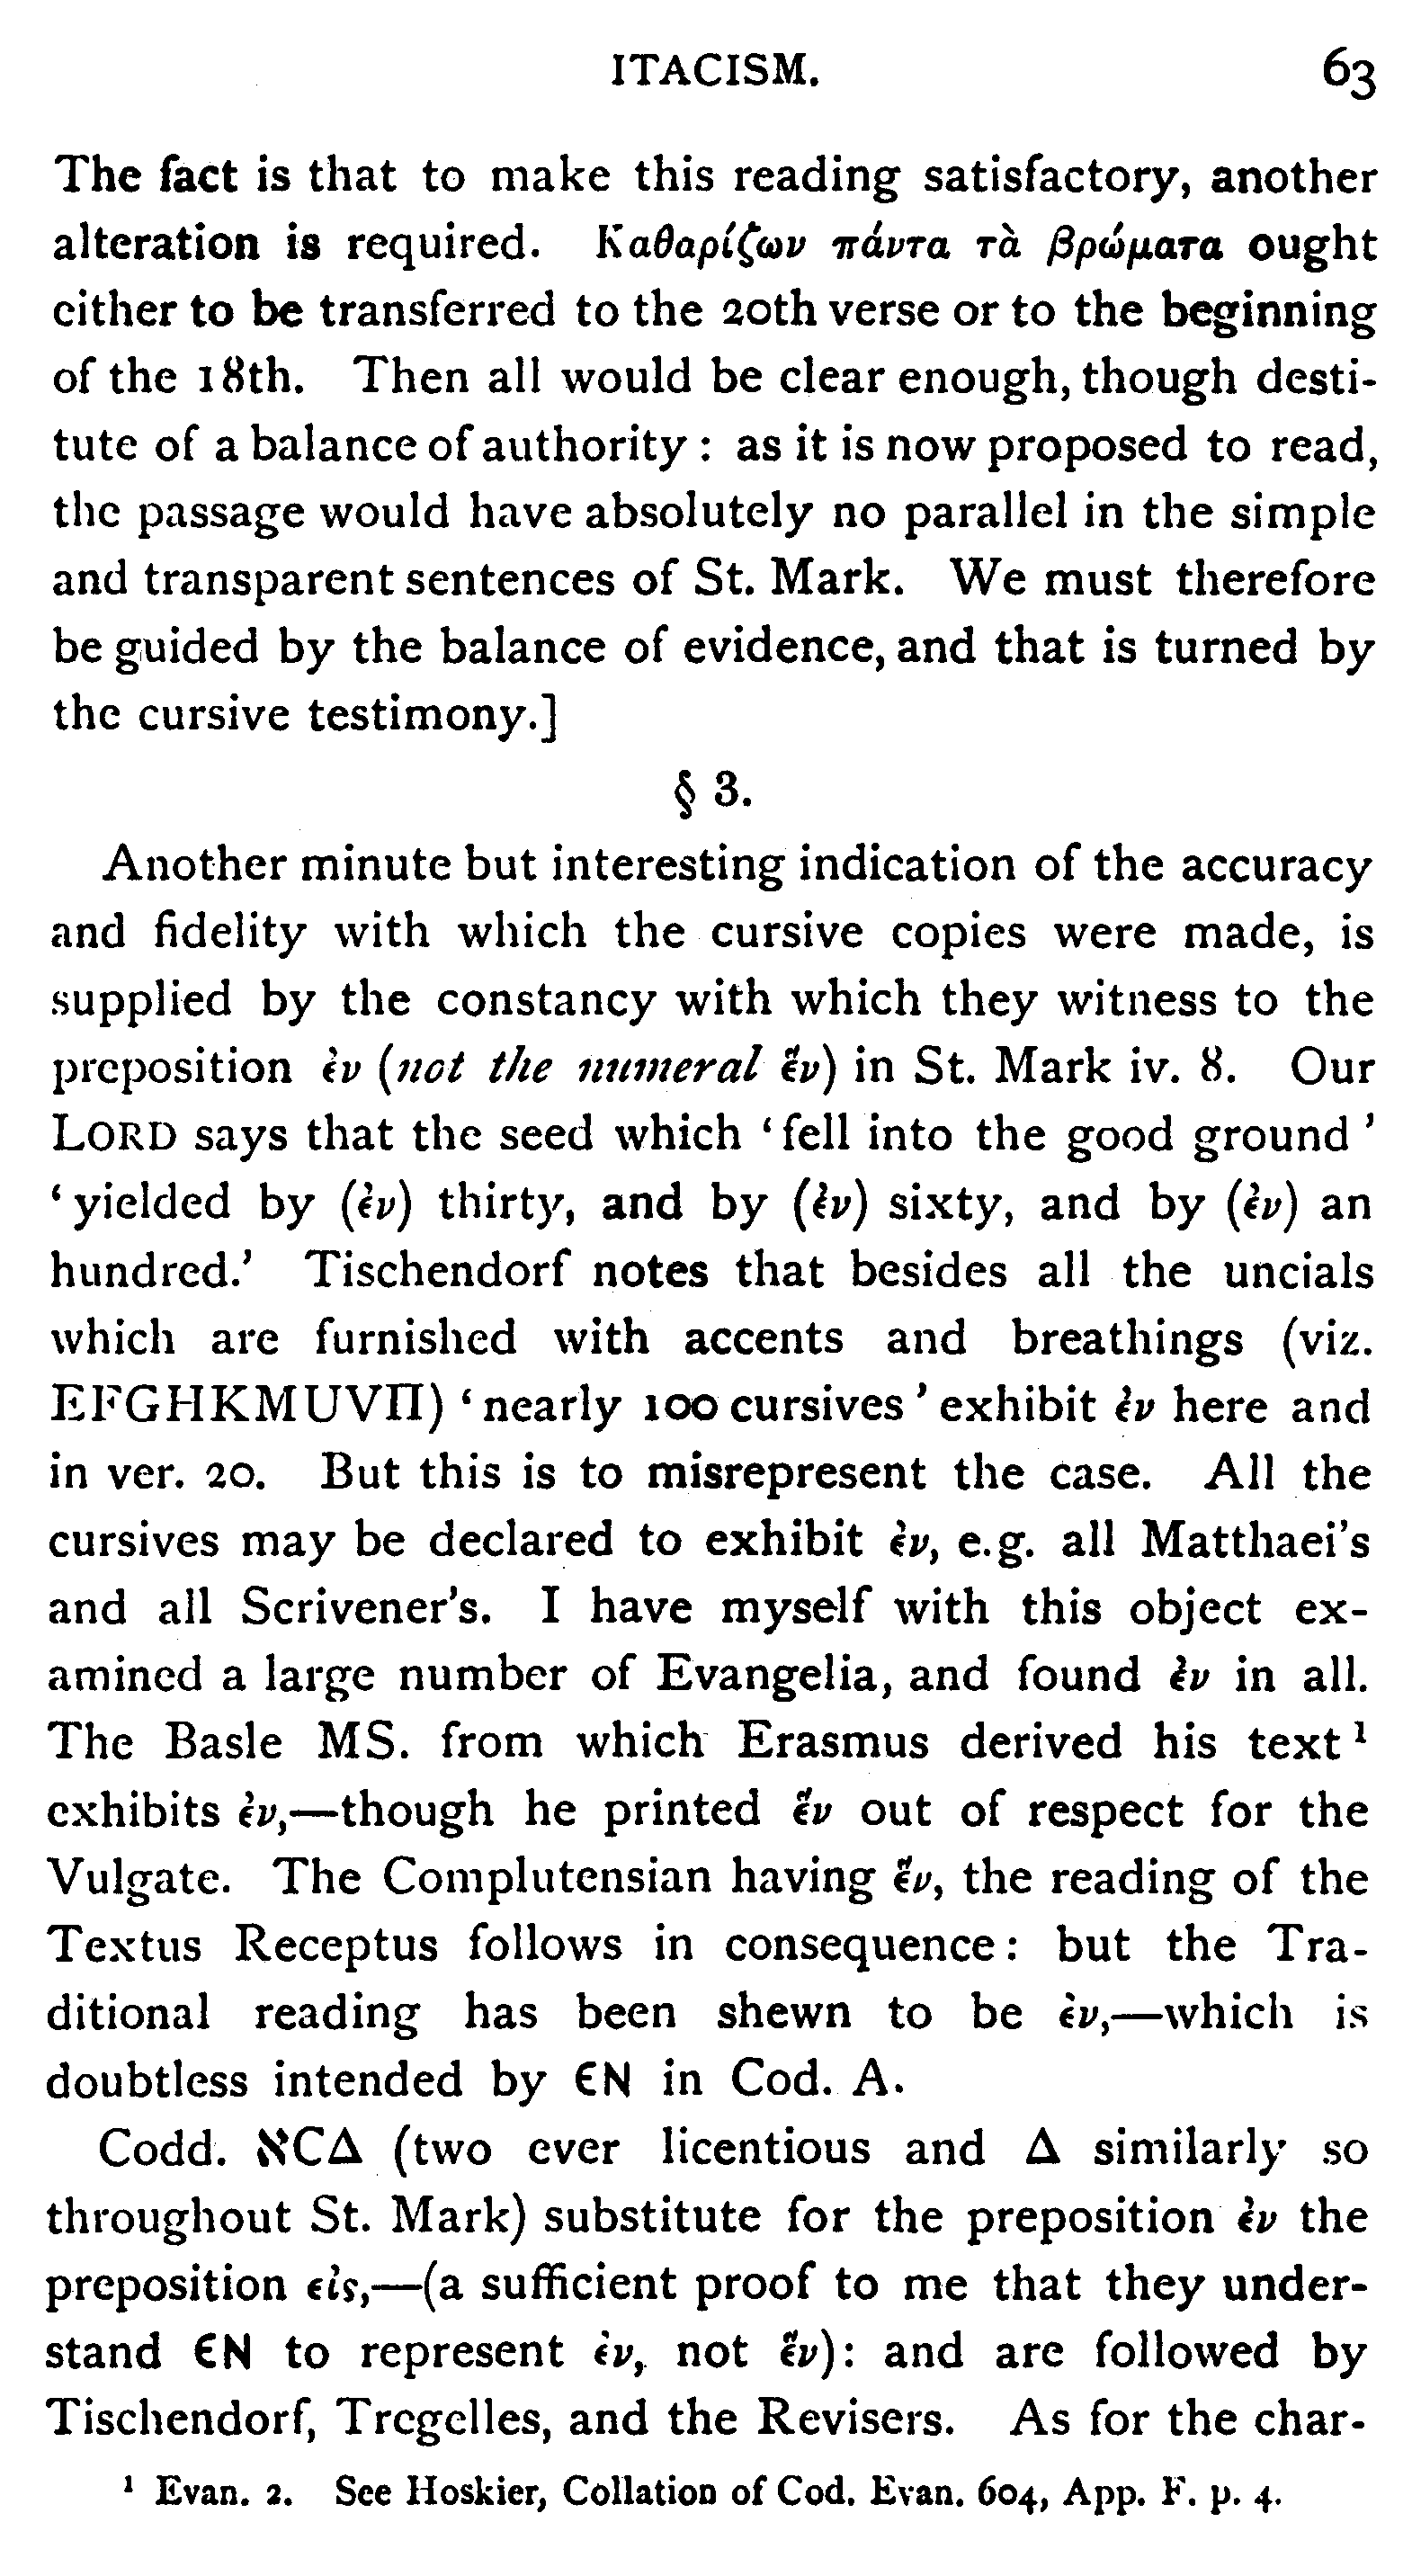 ITACISM. 63
The fact is that to make this reading satisfactory, another
alteration is required. Καθαρίζων πάντα τὰ βρώματα ought
either to be transferred to the 20th verse or to the beginning
of the 18th. Then all would be clear enough, though desti-
tute of a balance of authority : as it is now proposed to read,
the passage would have absolutely no parallel in the simple
and transparent sentences of St. Mark. We must therefore
be guided by the balance of evidence, and that is turned by
the cursive testimony.]
§ 3.
Another minute but interesting indication of the accuracy
and fidelity with which the cursive copies were made, is
supplied by the constancy with which they witness to the
preposition ἐν (not the numeral ἓν) in St. Mark iv. 8. Our
LORD says that the seed which ‘fell into the good ground’
‘yielded by (ἐν) thirty, and by (ἐν) sixty, and by (ἐν) an
hundred.’ Tischendorf notes that besides all the uncials
which are furnished with accents and breathings (viz.
EFGHKMUVΠ) ‘nearly 100 cursives’ exhibit ἐν here and
in ver. 20. But this is to misrepresent the case. All the
cursives may be declared to exhibit ἐν, e.g. all Matthaei's
and all Scrivener's. I have myself with this object ex-
amined a large number of Evangelia, and found ἐν in all.
The Basle MS. from which Erasmus derived his text ¹
exhibits ἐν,—though he printed ἓν out of respect for the
Vulgate. The Complutensian having ἓν, the reading of the
Textus Receptus follows in consequence: but the Tra-
ditional reading has been shewn to be ἐν,—which is
doubtless intended by ЄN in Cod. A.
Codd. אCΔ (two ever licentious and Δ similarly so
throughout St. Mark) substitute for the preposition ἐν the
preposition εἰς,—(a sufficient proof to me that they under-
stand ЄN to represent ἐν, not ἓν): and are followed by
Tischendorf, Tregelles, and the Revisers. As for the char-
¹ Evan. 2. See Hoskier, Collation of Cod. Evan. 604, App. F. p. 4.